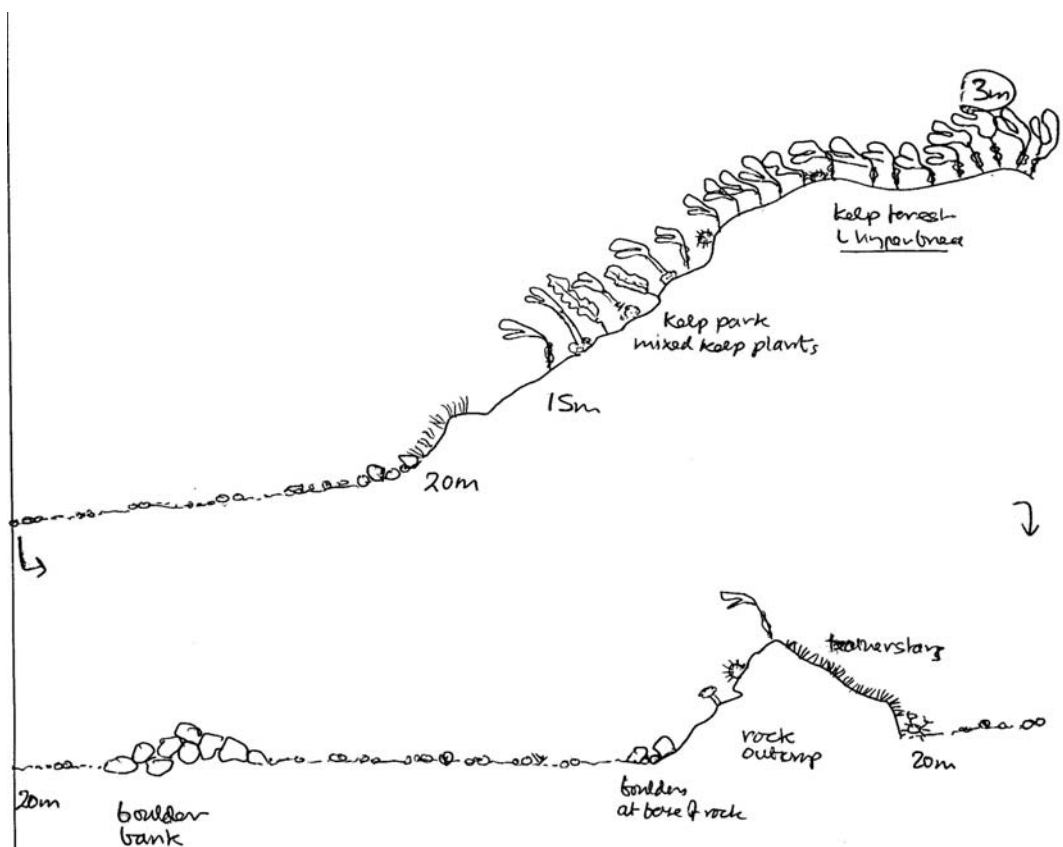 3m
kelp forest
L hyperborea
kelp park
mixed kelp plants
15m
20m
featherstars
rock
outcrop
20m
boulders
at base of rock
20m
boulder
bank